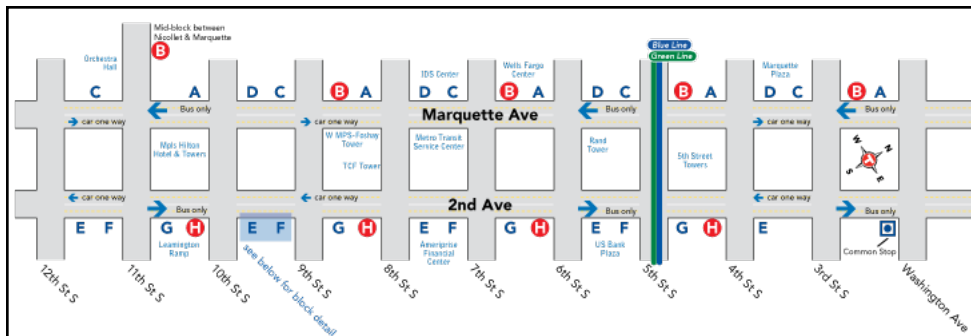 Mid-block between
Nicollet & Marquette
B
Blue Line
Green Line
Orchestra
Hall
IDS Center
Wells Fargo
Center
Marquette
Plaza
C A D C B A D C B A D C B A D C B A
Bus only
Marquette Ave
Bus only
Bus only
car one way
car one way
car one way
Mpls Hilton
Hotel & Towers
W MPS-Foshay
Tower
TCF Tower
Metro Transit
Service Center
Rand
Tower
5th Street
Towers
N
W
E
S
car one way
car one way
car one way
Bus only
2nd Ave
Bus only
Bus only
E F G H E F G H E F G H E F G H E
Leamington
Ramp
Ameriprise
Financial
Center
US Bank
Plaza
Common Stop
see below for block detail
12th St S
11th St S
10th St S
9th St S
8th St S
7th St S
6th St S
5th St S
4th St S
3rd St S
Washington Ave